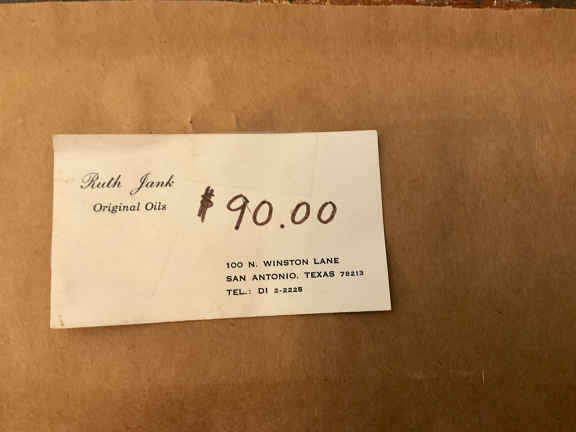 Ruth Jank
Original Oils
$90.00
100 N. WINSTON LANE
SAN ANTONIO, TEXAS 78213
TEL.: DI 2-2228